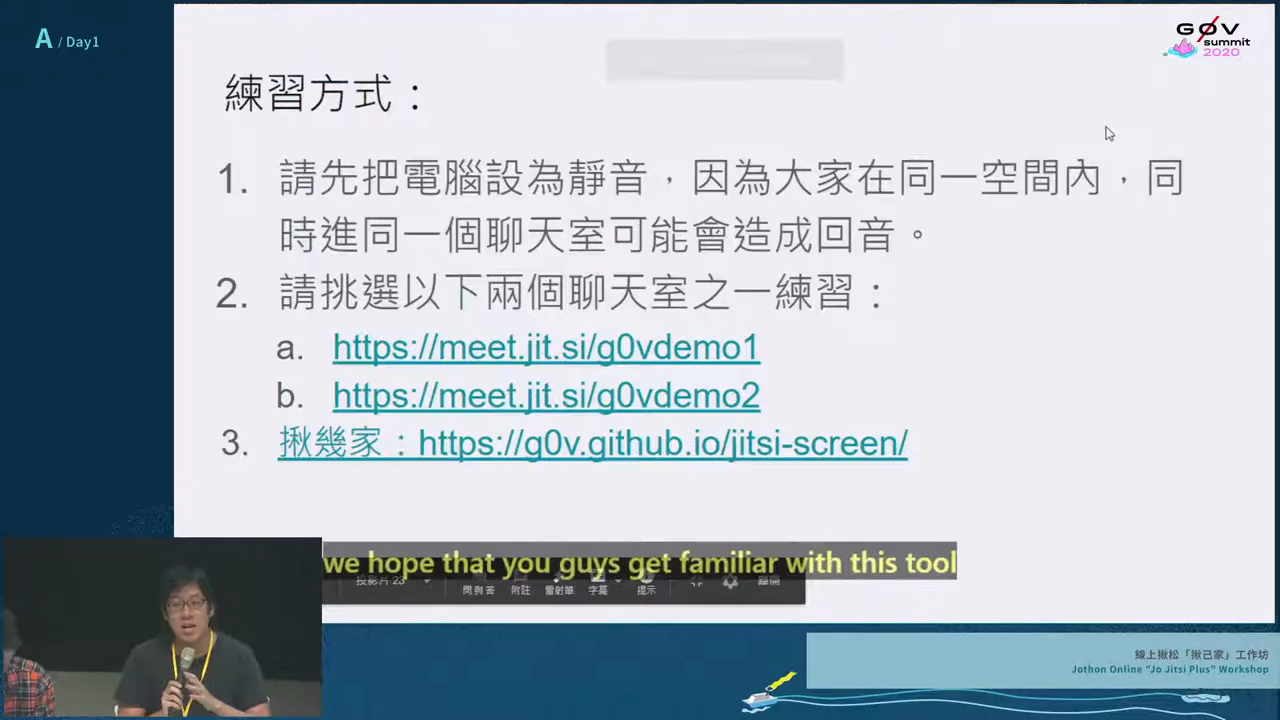 A / Day1
GØV
summit
2020
練習方式：
1. 請先把電腦設為靜音，因為大家在同一空間內，同
時進同一個聊天室可能會造成回音。
2. 請挑選以下兩個聊天室之一練習：
a. https://meet.jit.si/g0vdemo1
b. https://meet.jit.si/g0vdemo2
3. 揪幾家：https://g0v.github.io/jitsi-screen/
we hope that you guys get familiar with this tool
投影片 23
問與答 附註 雷射筆 字幕 提示 離開
線上揪松「揪己家」工作坊
Jothon Online "Jo Jitsi Plus" Workshop